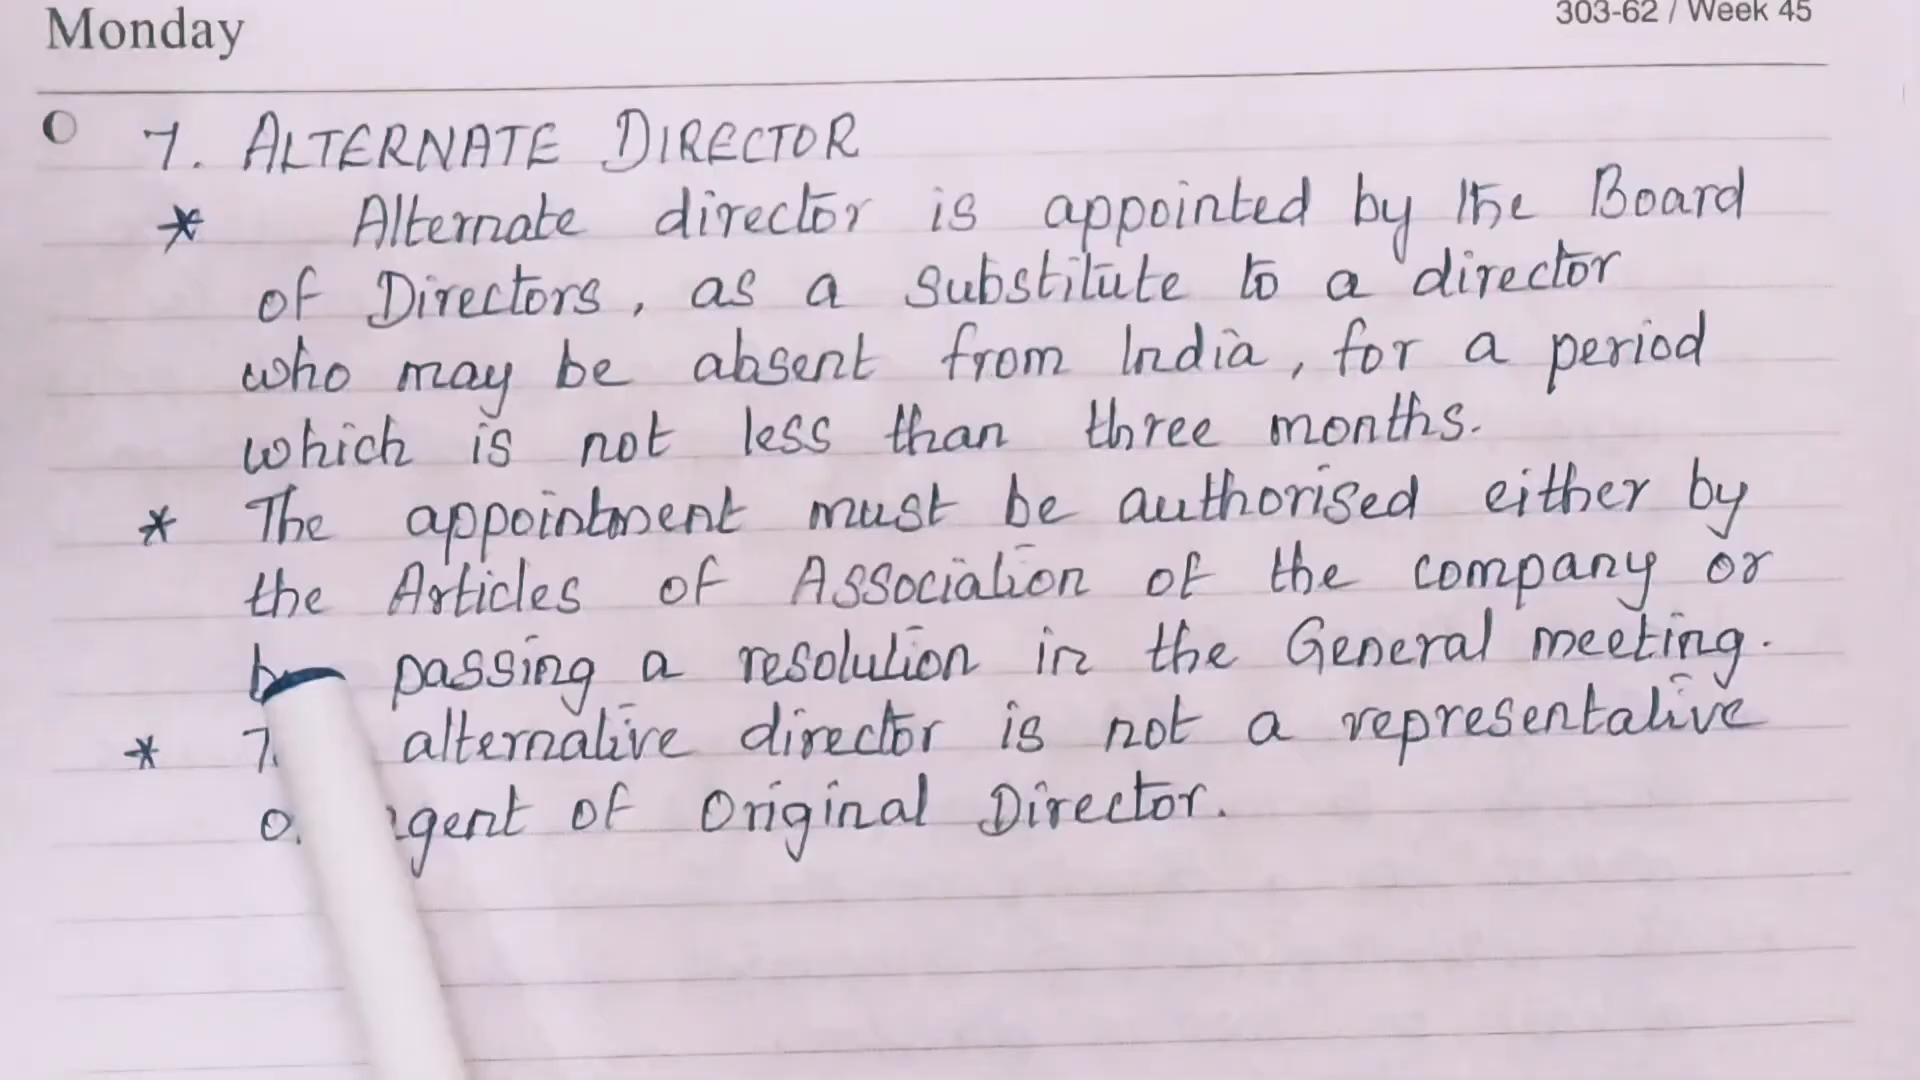 Monday
303-62 / Week 45
7. ALTERNATE DIRECTOR
* Alternate director is appointed by the Board
of Directors, as a substitute to a director
who may be absent from India, for a period
which is not less than three months.
* The appointment must be authorised either by
the Articles of Association of the company or
passing a resolution in the General meeting.
* alternative director is not a representative
of Original Director.